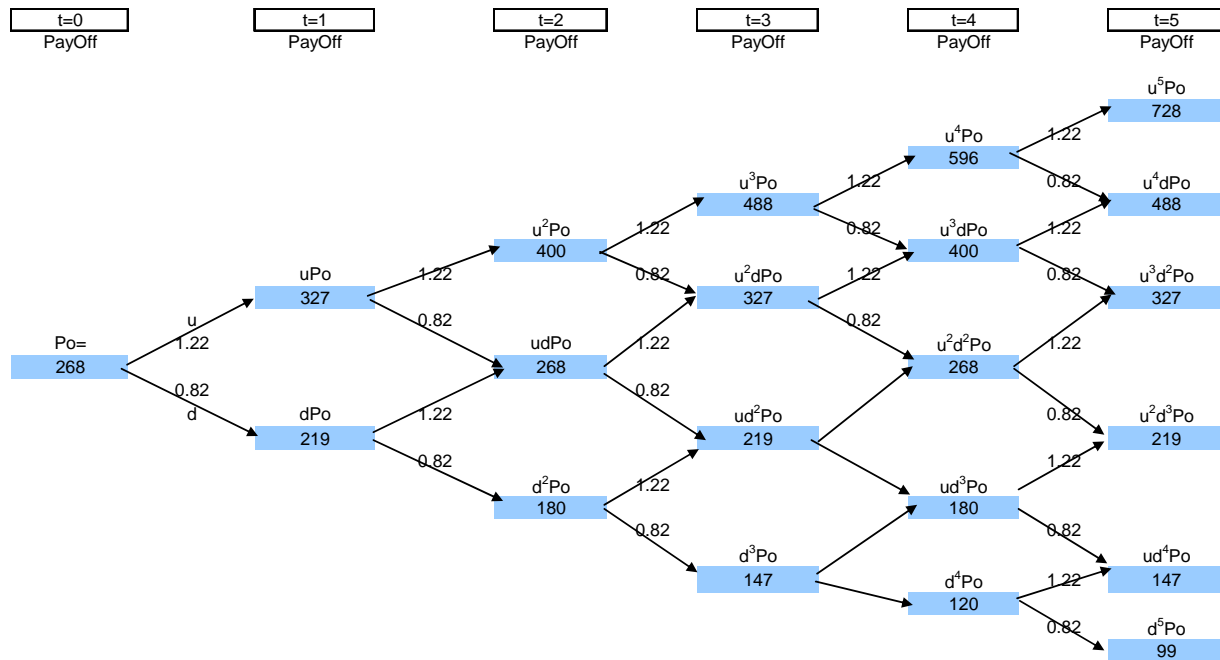 t=0 t=1 t=2 t=3 t=4 t=5
PayOff PayOff PayOff PayOff PayOff PayOff
u⁵Po
728
1.22
u⁴Po
596
0.82
u⁴dPo
488
u³Po
488
1.22
0.82
1.22
u³dPo
400
0.82
u³d²Po
327
u²Po
400
1.22
0.82
u²dPo
327
1.22
0.82
uPo
327
1.22
0.82
u
1.22
Po=
268
0.82
d
udPo
268
1.22
0.82
u²d²Po
268
1.22
0.82
dPo
219
1.22
0.82
ud²Po
219
u²d³Po
219
1.22
d²Po
180
1.22
0.82
ud³Po
180
0.82
d³Po
147
ud⁴Po
147
d⁴Po
120
1.22
0.82
d⁵Po
99